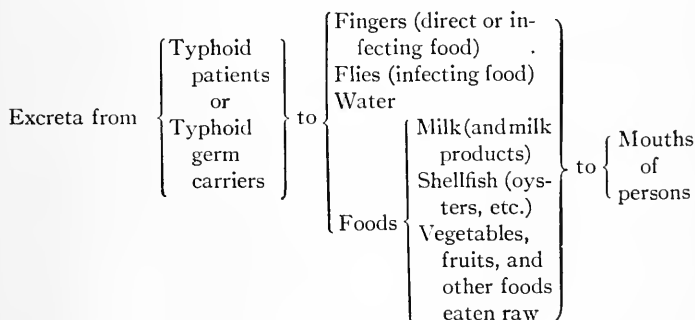 Excreta from
Typhoid
patients
or
Typhoid
germ
carriers
to
Fingers (direct or in-
fecting food)
Flies (infecting food)
Water
Foods
Milk (and milk
products)
Shellfish (oys-
ters, etc.)
Vegetables,
fruits, and
other foods
eaten raw
to
Mouths
of
persons